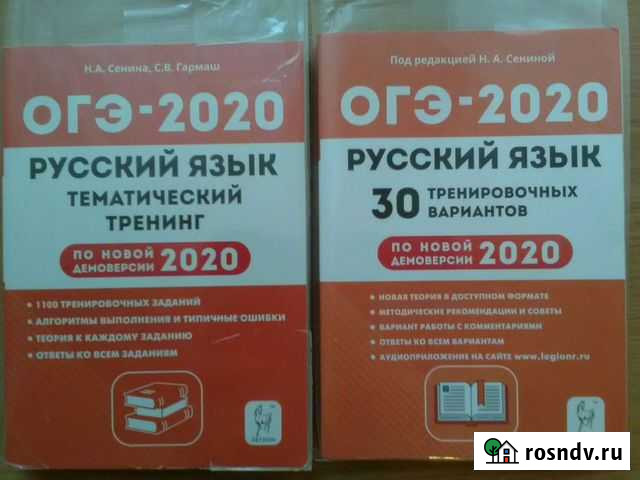 Н.А. Сенина, С.В. Гармаш
ОГЭ-2020
РУССКИЙ ЯЗЫК
ТЕМАТИЧЕСКИЙ
ТРЕНИНГ
ПО НОВОЙ
ДЕМОВЕРСИИ 2020
• 1100 ТРЕНИРОВОЧНЫХ ЗАДАНИЙ
• АЛГОРИТМЫ ВЫПОЛНЕНИЯ И ТИПИЧНЫЕ ОШИБКИ
• ТЕОРИЯ К КАЖДОМУ ЗАДАНИЮ
• ОТВЕТЫ КО ВСЕМ ЗАДАНИЯМ
ЛЕГИОН
Под редакцией Н. А. Сениной
ОГЭ-2020
РУССКИЙ ЯЗЫК
30 ТРЕНИРОВОЧНЫХ
ВАРИАНТОВ
ПО НОВОЙ
ДЕМОВЕРСИИ 2020
• НОВАЯ ТЕОРИЯ В ДОСТУПНОМ ФОРМАТЕ
• МЕТОДИЧЕСКИЕ РЕКОМЕНДАЦИИ И СОВЕТЫ
• ВАРИАНТ РАБОТЫ С КОММЕНТАРИЯМИ
• ОТВЕТЫ КО ВСЕМ ВАРИАНТАМ
• АУДИОПРИЛОЖЕНИЕ НА САЙТЕ www.legionr.ru
rosndv.ru